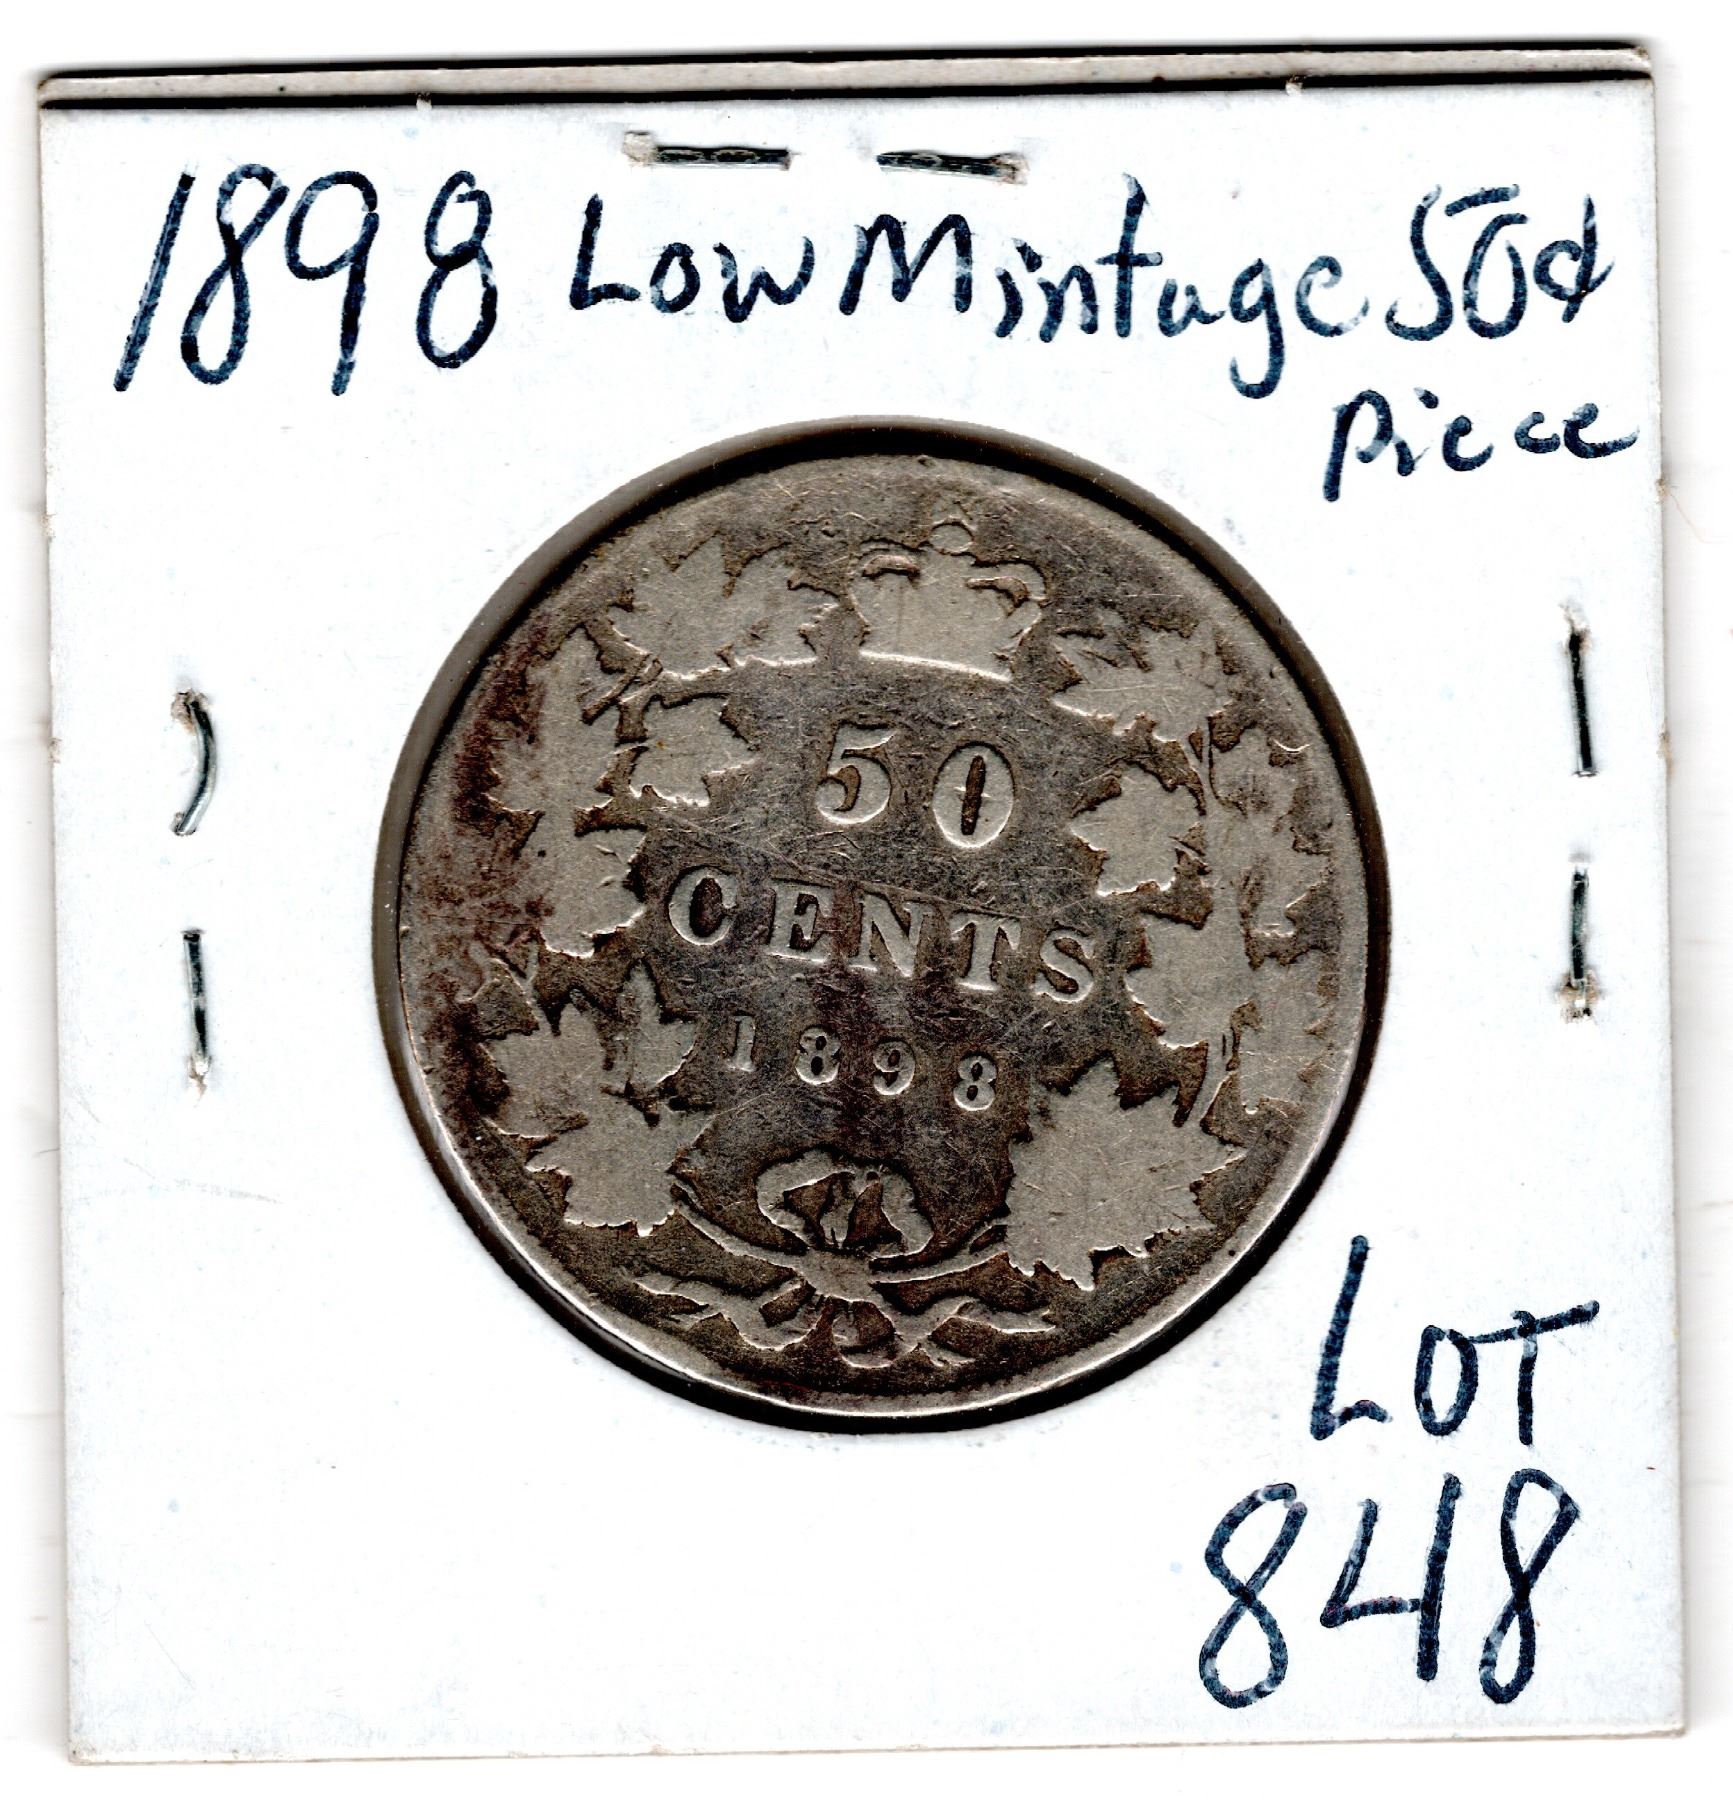 1898 Low Mintage 50¢
Piece
50
CENTS
1898
LOT
848